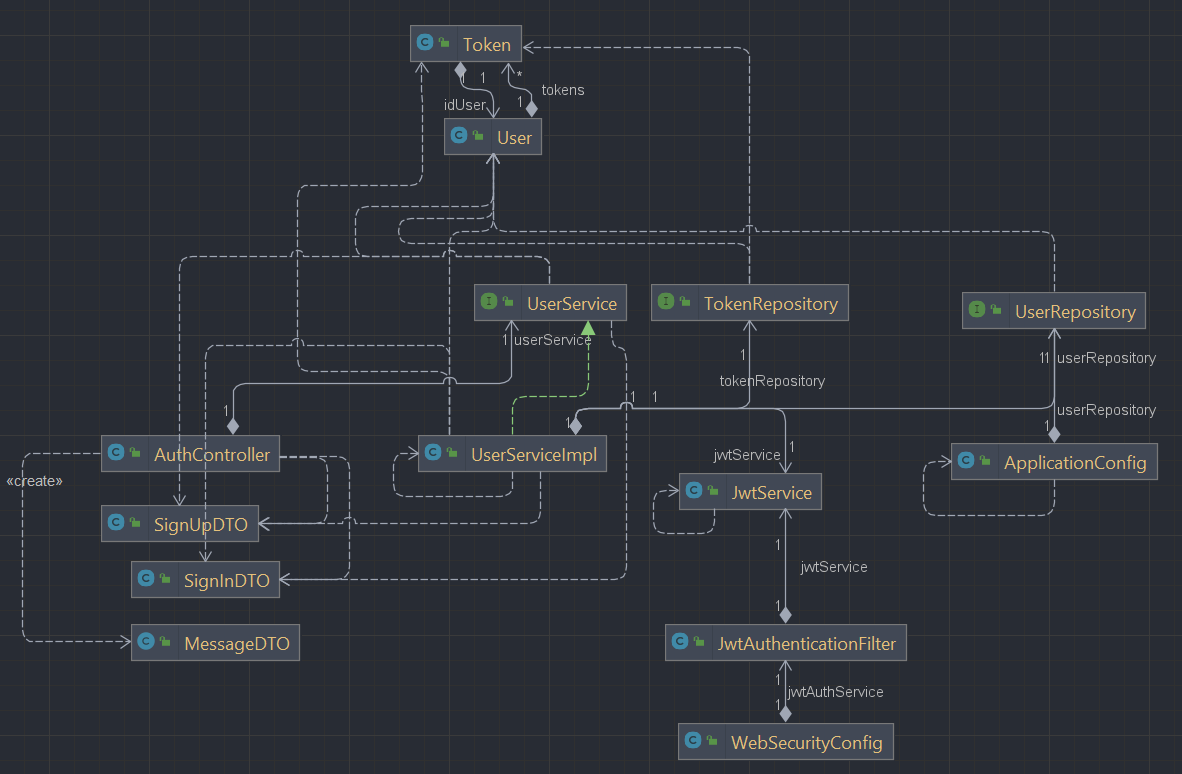 Token
1
1
*
tokens
idUser
1
User
UserService
TokenRepository
UserRepository
1
userService
1
11
userRepository
tokenRepository
1
1
1
userRepository
1
1
AuthController
UserServiceImpl
1
jwtService
ApplicationConfig
«create»
JwtService
SignUpDTO
1
jwtService
SignInDTO
1
MessageDTO
JwtAuthenticationFilter
1
jwtAuthService
1
WebSecurityConfig